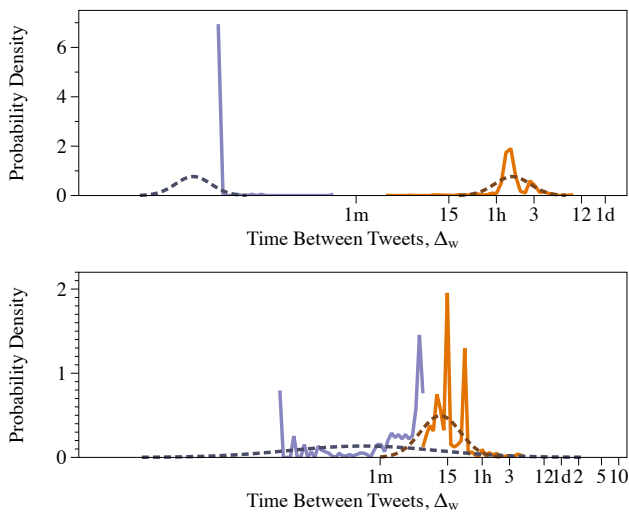 Probability Density
6
4
2
0
1m 15 1h 3 12 1d
Time Between Tweets, Δw
Probability Density
2
1
0
1m 15 1h 3 12 1d 2 5 10
Time Between Tweets, Δw